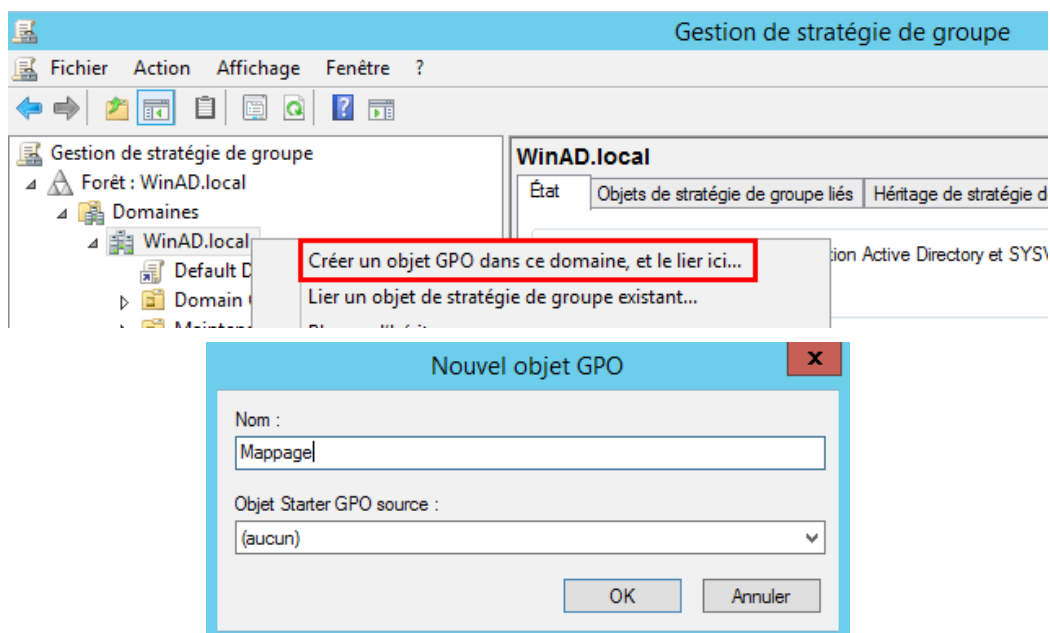 Gestion de stratégie de groupe
Fichier Action Affichage Fenêtre ?
Gestion de stratégie de groupe
Forêt : WinAD.local
Domaines
WinAD.local
Default D
Domain
WinAD.local
État Objets de stratégie de groupe liés Héritage de stratégie d
Créer un objet GPO dans ce domaine, et le lier ici...
tion Active Directory et SYSV
Lier un objet de stratégie de groupe existant...
Nouvel objet GPO
x
Nom :
Mappage
Objet Starter GPO source :
(aucun)
OK Annuler